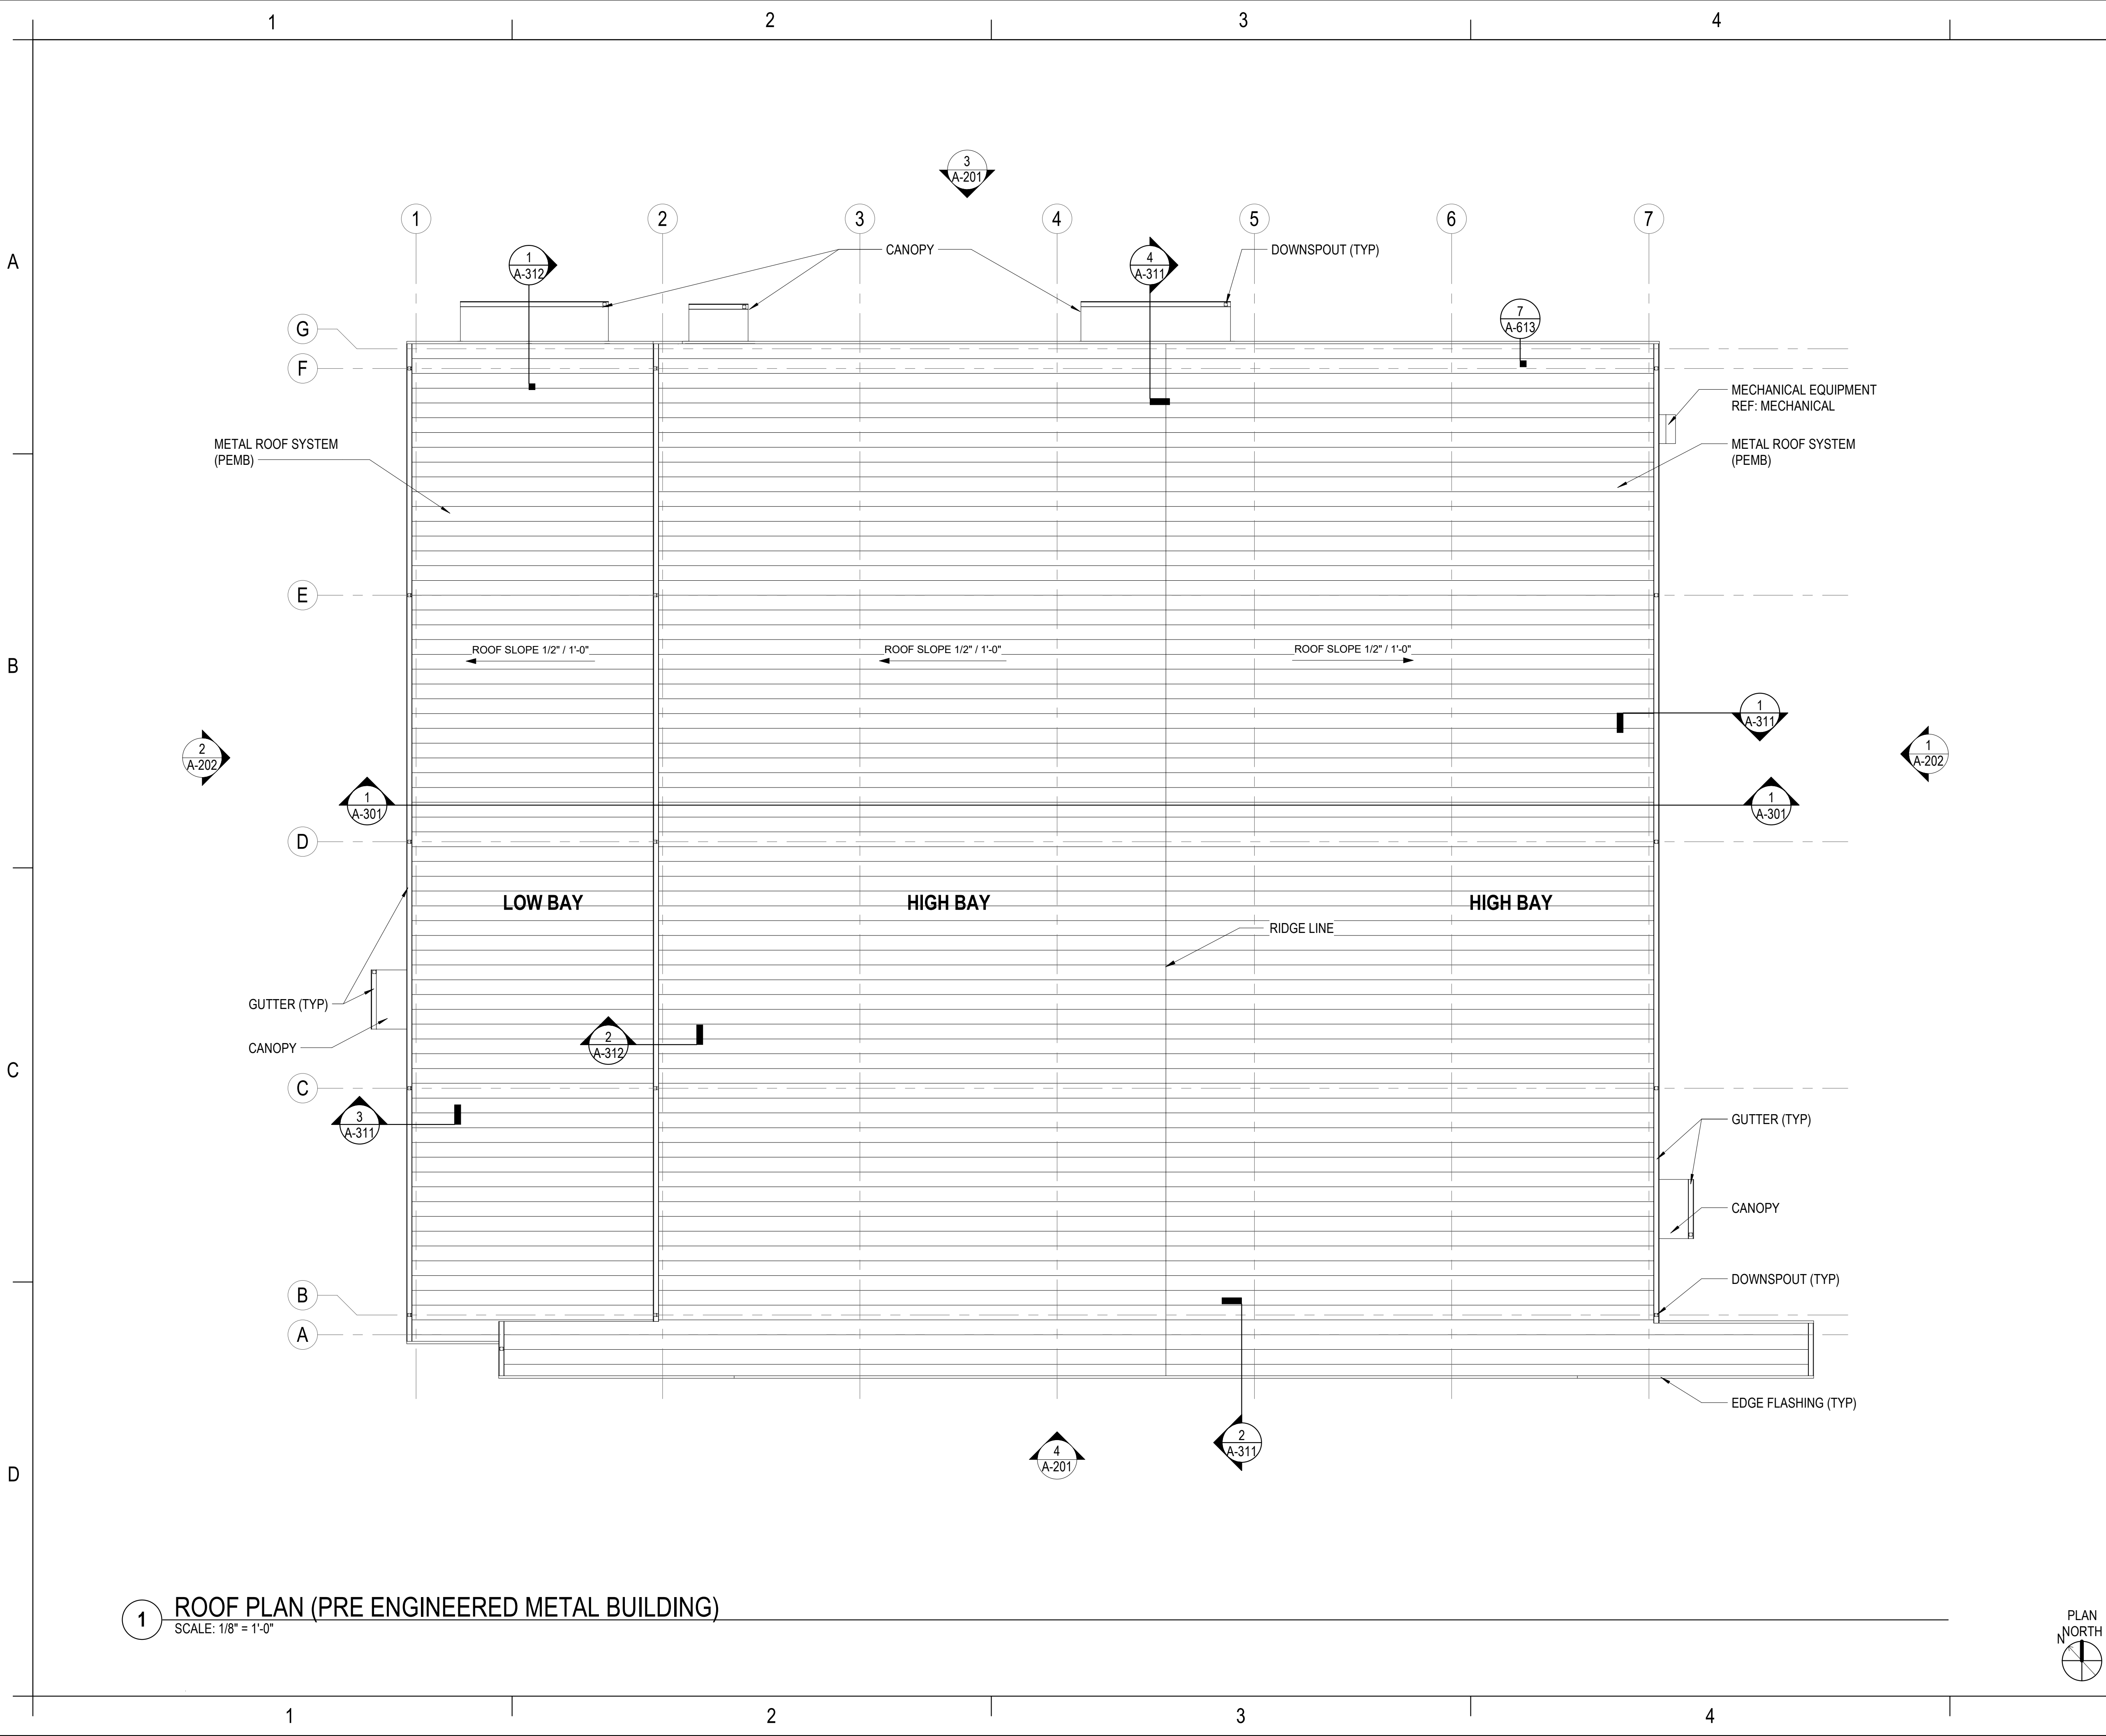 1
2
3
4
A
B
C
D
3
A-201
1
2
3
4
5
6
7
1
A-312
CANOPY
4
A-311
DOWNSPOUT (TYP)
7
A-613
G
F
MECHANICAL EQUIPMENT
REF: MECHANICAL
METAL ROOF SYSTEM
(PEMB)
METAL ROOF SYSTEM
(PEMB)
E
ROOF SLOPE 1/2" / 1'-0"
ROOF SLOPE 1/2" / 1'-0"
ROOF SLOPE 1/2" / 1'-0"
1
A-311
2
A-202
1
A-202
1
A-301
1
A-301
D
LOW BAY
HIGH BAY
HIGH BAY
RIDGE LINE
GUTTER (TYP)
CANOPY
2
A-312
C
3
A-311
GUTTER (TYP)
CANOPY
DOWNSPOUT (TYP)
B
A
EDGE FLASHING (TYP)
2
A-311
4
A-201
1
ROOF PLAN (PRE ENGINEERED METAL BUILDING)
SCALE: 1/8" = 1'-0"
PLAN
NORTH
N
1
2
3
4